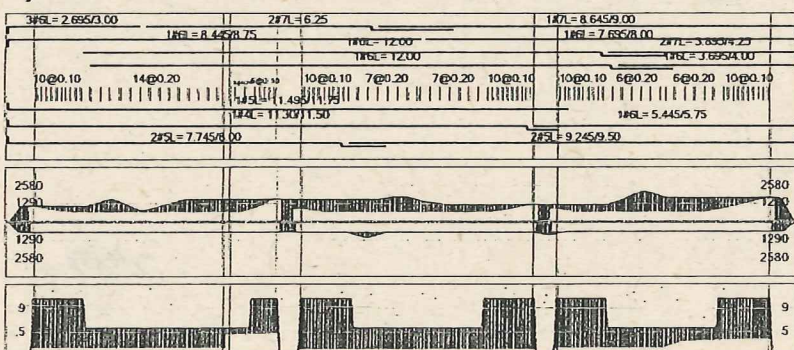 3#6L= 2.695/3.00 2#7L= 6.25 1#7L= 8.645/9.00
1#6L= 8.445/8.75 1#6L= 7.695/8.00
1#6L= 12.00 2#7L= 3.895/4.25
1#6L= 12.00 1#6L= 3.695/4.00
10@0.10 14@0.20 10@0.10 7@0.20 7@0.20 10@0.10 10@0.10 6@0.20 6@0.20 10@0.10
1#5L= 11.495/11.75
1#4L= 11.30/11.50 1#6L= 5.445/5.75
2#5L= 7.745/8.00 2#5L= 9.245/9.50
2580 2580
1290 1290
1290 1290
2580 2580
9 9
.5 5